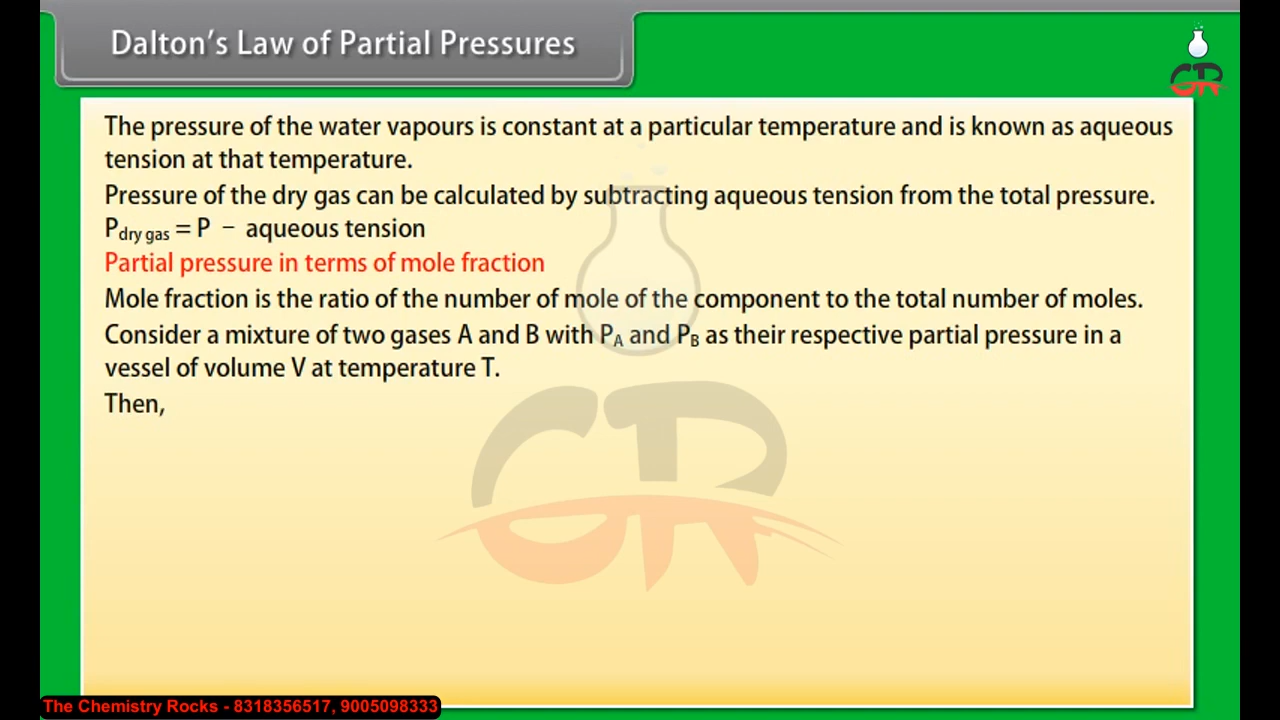 Dalton's Law of Partial Pressures
The pressure of the water vapours is constant at a particular temperature and is known as aqueous
tension at that temperature.
Pressure of the dry gas can be calculated by subtracting aqueous tension from the total pressure.
P dry gas = P − aqueous tension
Partial pressure in terms of mole fraction
Mole fraction is the ratio of the number of mole of the component to the total number of moles.
Consider a mixture of two gases A and B with PA and PB as their respective partial pressure in a
vessel of volume V at temperature T.
Then,
The Chemistry Rocks - 8318356517, 9005098333